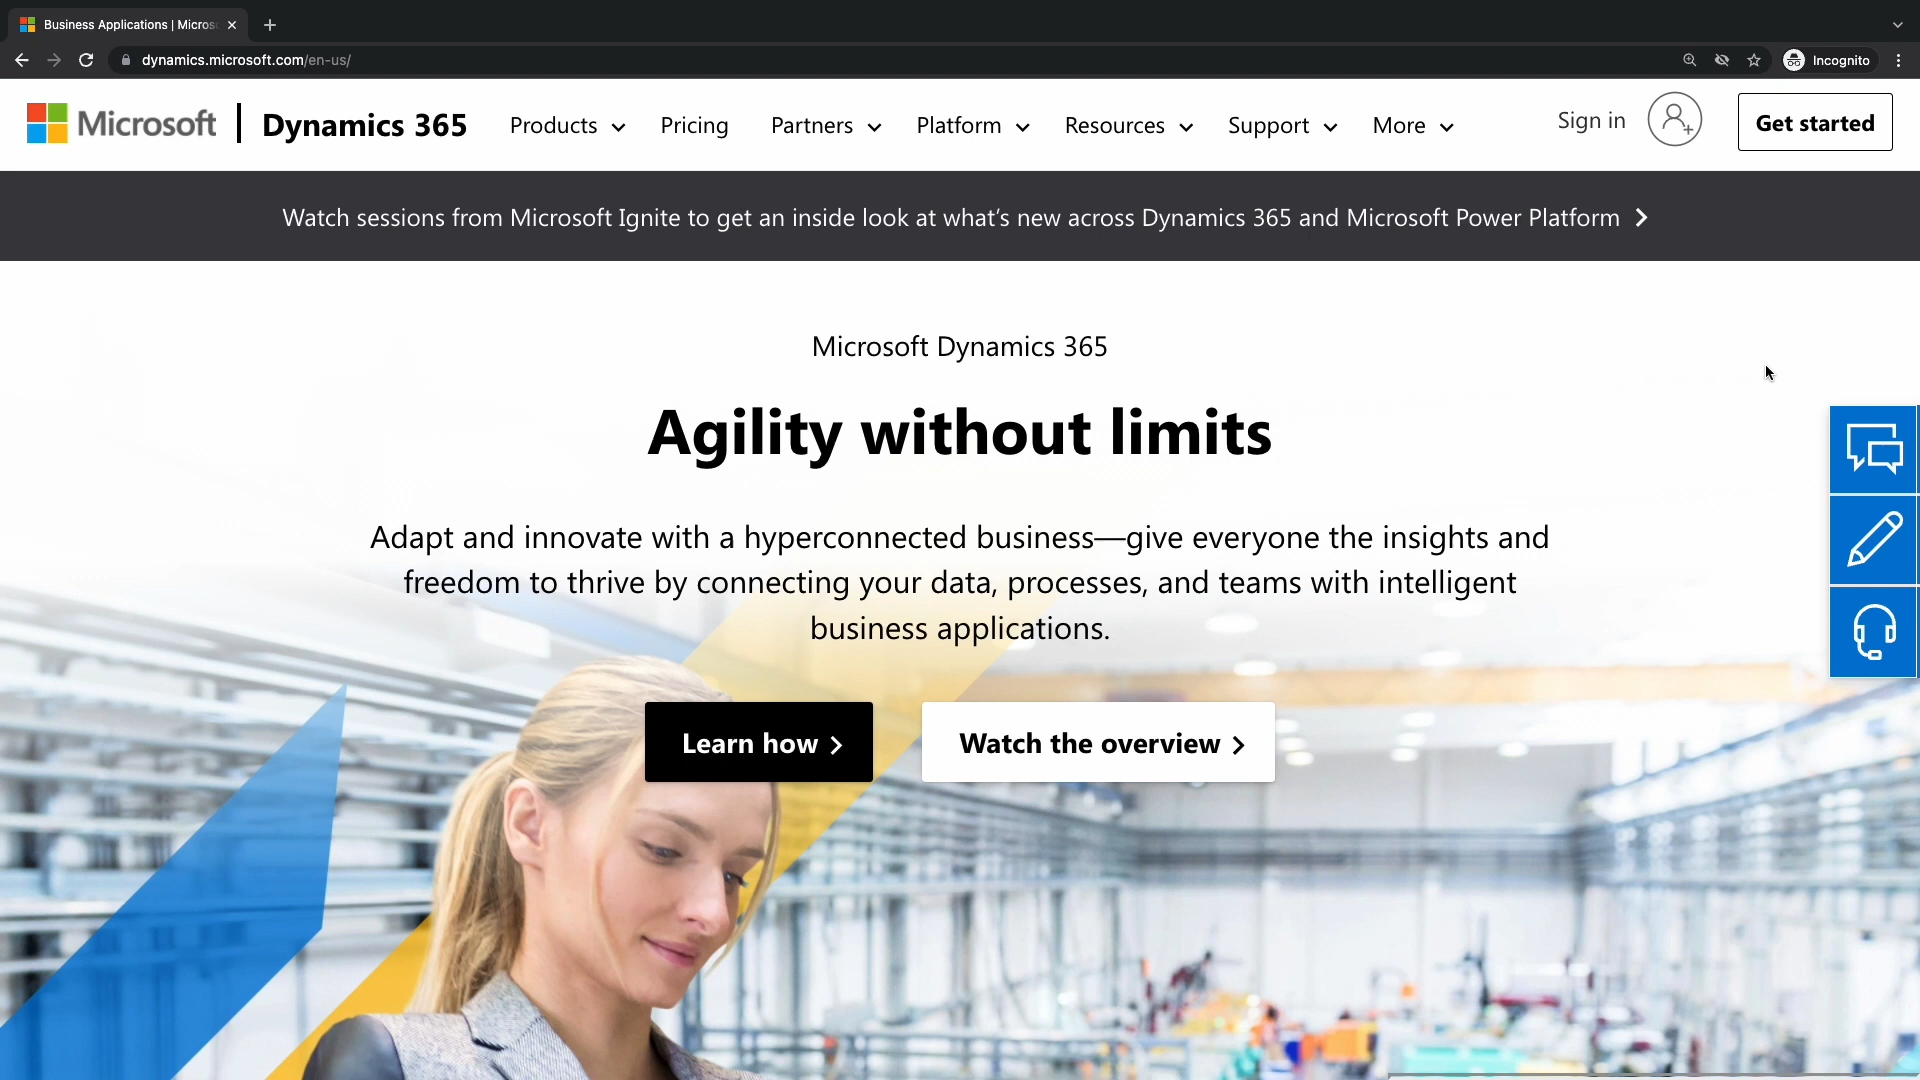 Business Applications | Micros
dynamics.microsoft.com/en-us/
Incognito
Microsoft
Dynamics 365
Products
Pricing
Partners
Platform
Resources
Support
More
Sign in
Get started
Watch sessions from Microsoft Ignite to get an inside look at what's new across Dynamics 365 and Microsoft Power Platform
Microsoft Dynamics 365
Agility without limits
Adapt and innovate with a hyperconnected business—give everyone the insights and
freedom to thrive by connecting your data, processes, and teams with intelligent
business applications.
Learn how
Watch the overview